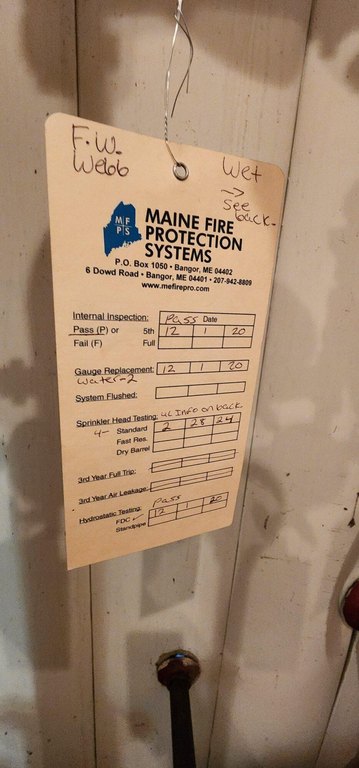 F.W. Webb
Wet
→
see back.
MF
PS
MAINE FIRE
PROTECTION
SYSTEMS
P.O. Box 1050 • Bangor, ME 04402
6 Dowd Road • Bangor, ME 04401 • 207-942-8809
www.mefirepro.com
Internal Inspection: Pass Date
Pass (P) or 5th 12 1 20
Fail (F) Full
Gauge Replacement: 12 1 20
Water-2
System Flushed:
Sprinkler Head Testing: UL Info on back
4- Standard 2 28 24
Fast Res.
Dry Barrel
3rd Year Full Trip:
3rd Year Air Leakage:
Hydrostatic Testing: Pass
FDC ✓ 12 1 20
Standpipe